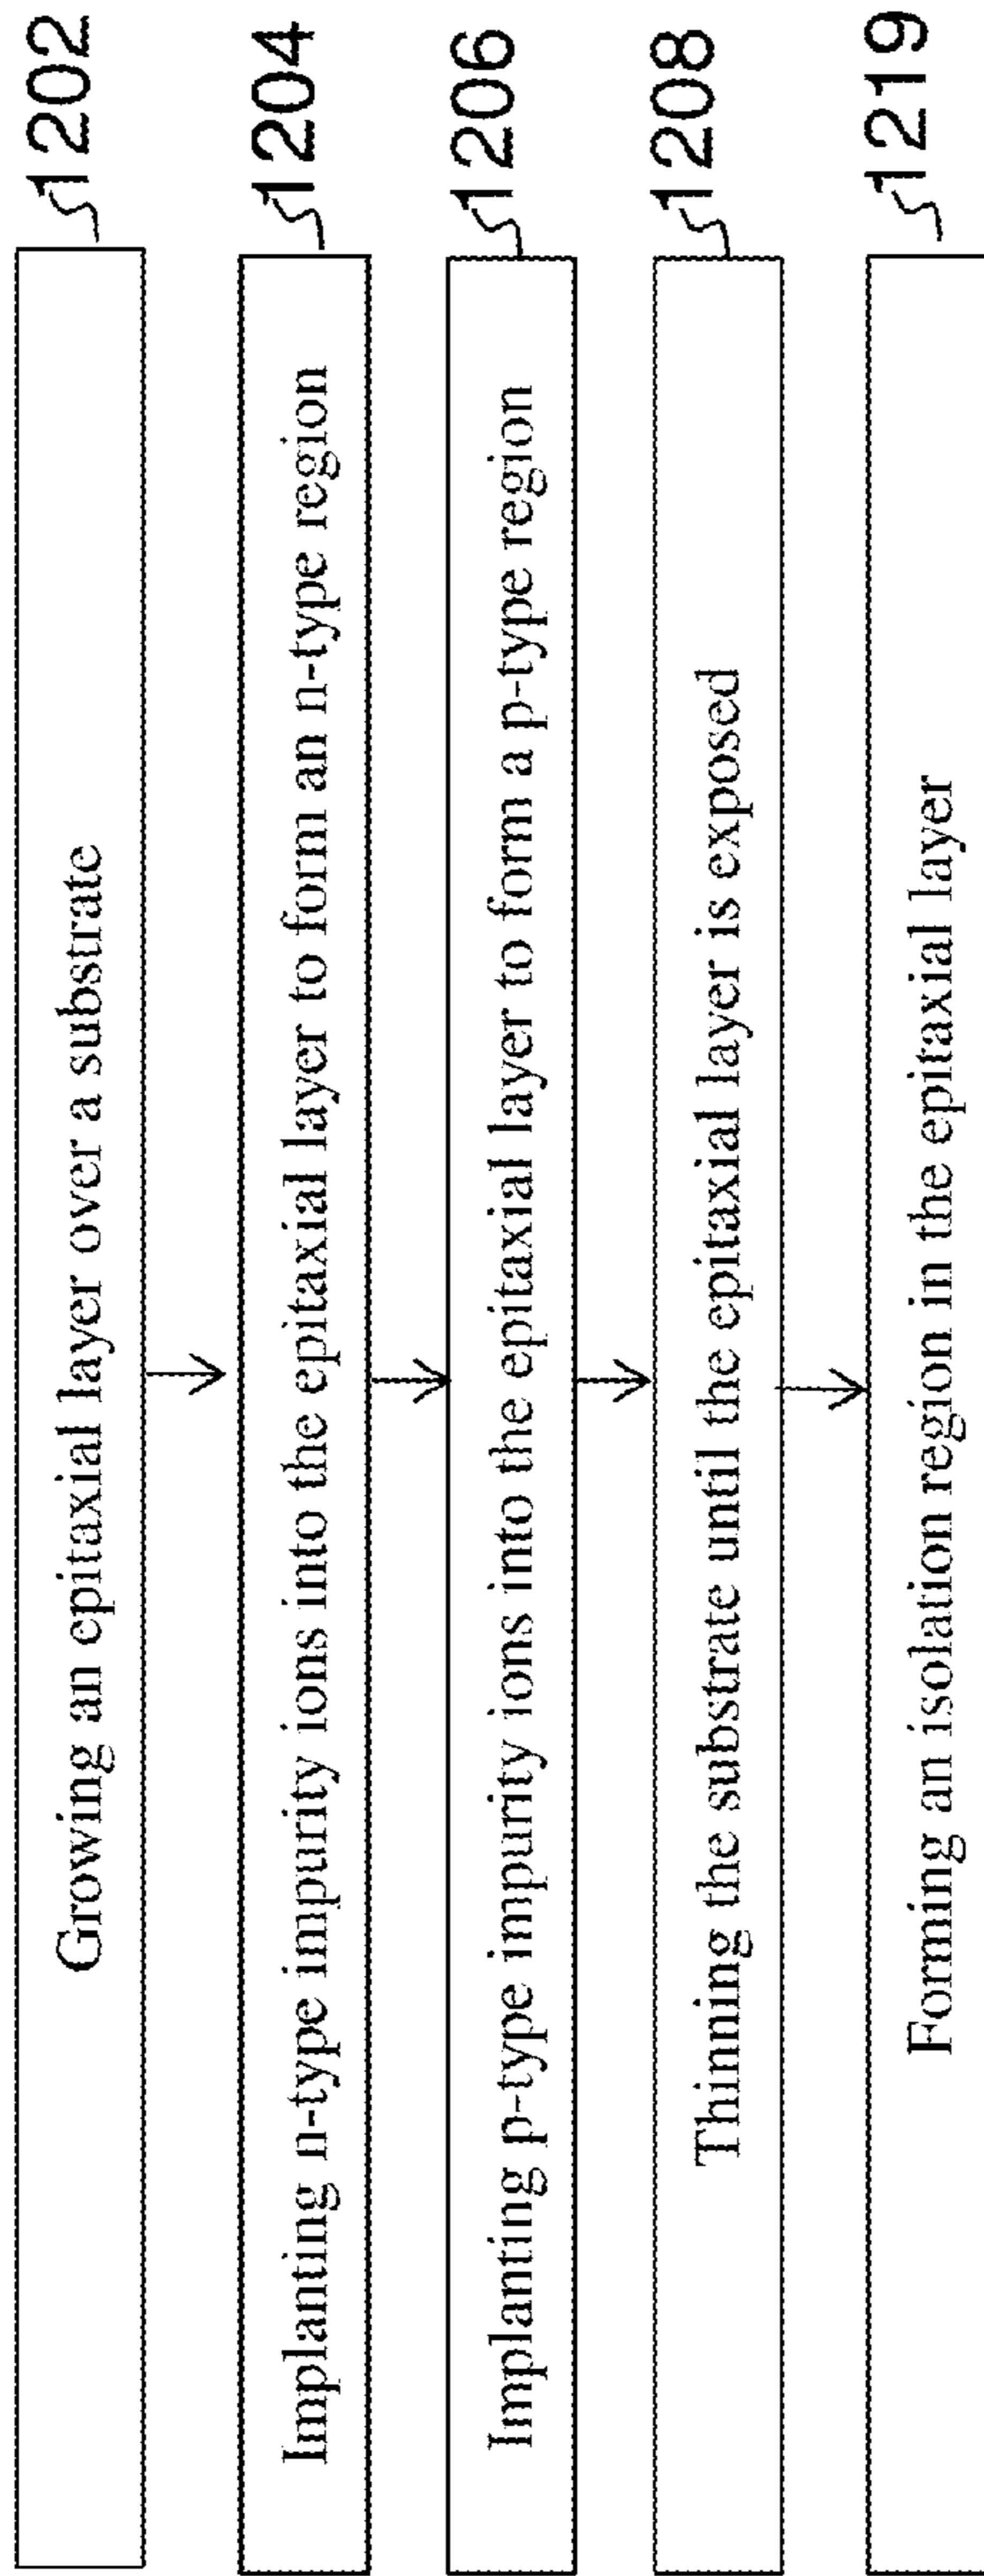 Growing an epitaxial layer over a substrate 1202
Implanting n-type impurity ions into the epitaxial layer to form an n-type region 1204
Implanting p-type impurity ions into the epitaxial layer to form a p-type region 1206
Thinning the substrate until the epitaxial layer is exposed 1208
Forming an isolation region in the epitaxial layer 1219